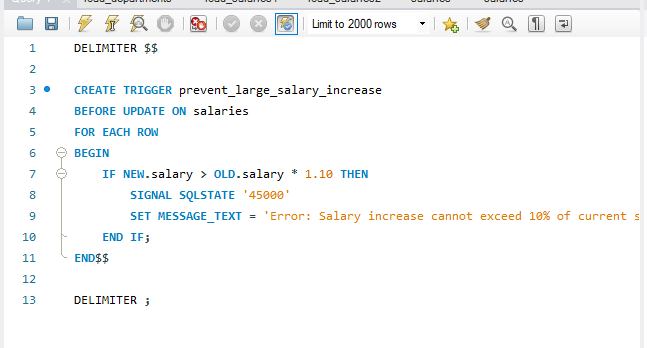 Limit to 2000 rows
1 DELIMITER $$
2
3 CREATE TRIGGER prevent_large_salary_increase
4 BEFORE UPDATE ON salaries
5 FOR EACH ROW
6 BEGIN
7 IF NEW.salary > OLD.salary * 1.10 THEN
8 SIGNAL SQLSTATE '45000'
9 SET MESSAGE_TEXT = 'Error: Salary increase cannot exceed 10% of current s
10 END IF;
11 END$$
12
13 DELIMITER ;